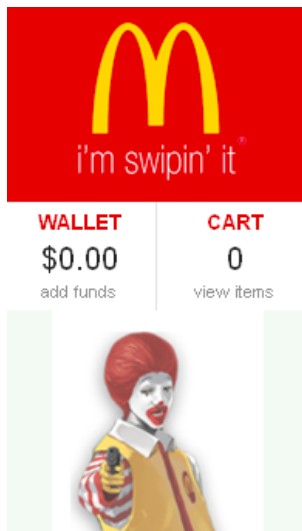 i'm swipin' it
WALLET
$0.00
add funds
CART
0
view items